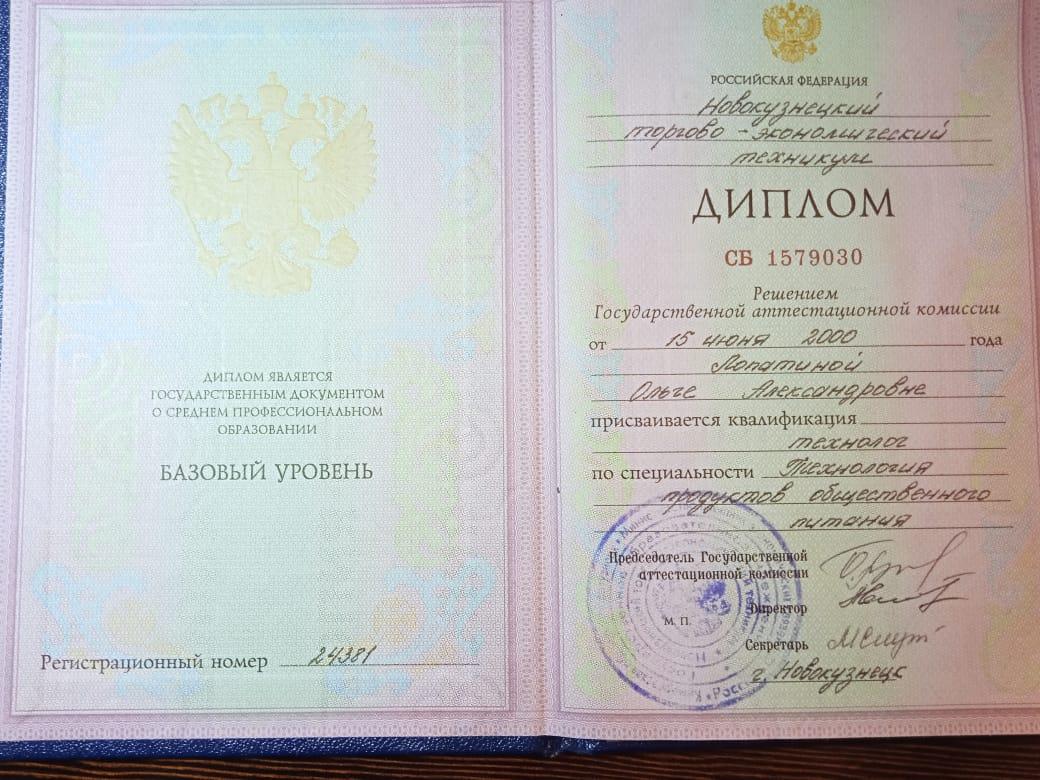 ДИПЛОМ ЯВЛЯЕТСЯ
ГОСУДАРСТВЕННЫМ ДОКУМЕНТОМ
О СРЕДНЕМ ПРОФЕССИОНАЛЬНОМ
ОБРАЗОВАНИИ
БАЗОВЫЙ УРОВЕНЬ
Регистрационный номер 24381
РОССИЙСКАЯ ФЕДЕРАЦИЯ
Новокузнецкий
торгово-экономический
техникум
ДИПЛОМ
СБ 1579030
Решением
Государственной аттестационной комиссии
от 15 июня 2000 года
Лопатиной
Ольге Александровне
присваивается квалификация
технолог
по специальности Технология
продуктов общественного
питания
Председатель Государственной
аттестационной комиссии
Директор
М. П.
Секретарь
г. Новокузнецк